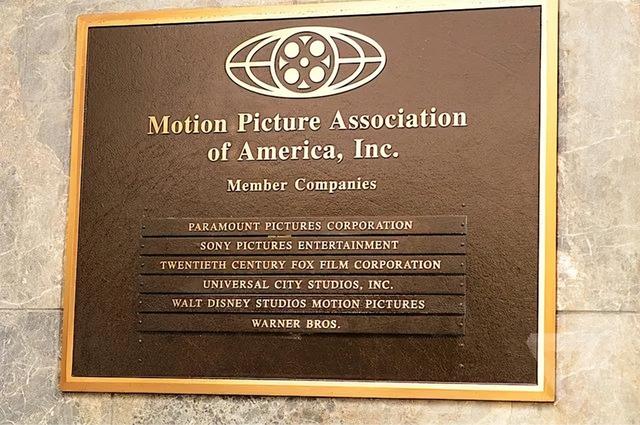 Motion Picture Association
of America, Inc.
Member Companies
PARAMOUNT PICTURES CORPORATION
SONY PICTURES ENTERTAINMENT
TWENTIETH CENTURY FOX FILM CORPORATION
UNIVERSAL CITY STUDIOS, INC.
WALT DISNEY STUDIOS MOTION PICTURES
WARNER BROS.